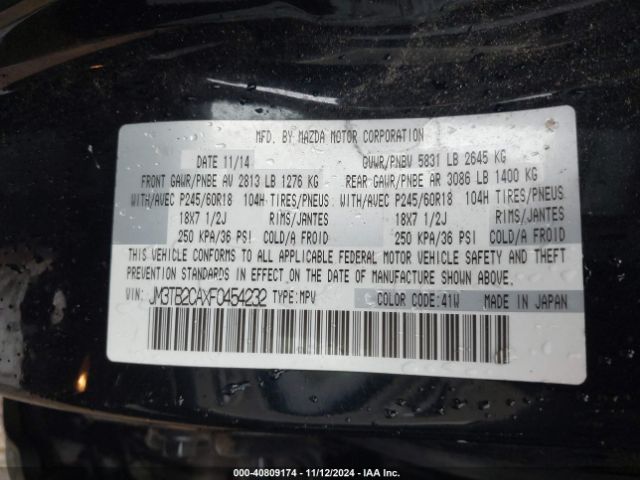 MFD. BY MAZDA MOTOR CORPORATION
DATE 11/14 GVWR/PNBV 5831 LB 2645 KG
FRONT GAWR/PNBE AV 2813 LB 1276 KG REAR GAWR/PNBE AR 3086 LB 1400 KG
WITH/AVEC P245/60R18 104H TIRES/PNEUS WITH/AVEC P245/60R18 104H TIRES/PNEUS
18X7 1/2J RIMS/JANTES 18X7 1/2J RIMS/JANTES
250 KPA/36 PSI COLD/A FROID 250 KPA/36 PSI COLD/A FROID
THIS VEHICLE CONFORMS TO ALL APPLICABLE FEDERAL MOTOR VEHICLE SAFETY AND THEFT
PREVENTION STANDARDS IN EFFECT ON THE DATE OF MANUFACTURE SHOWN ABOVE.
VIN: JM3TB2CAXF0454232 TYPE:MPV COLOR CODE:41W MADE IN JAPAN
000-40809174 - 11/12/2024 - IAA Inc.